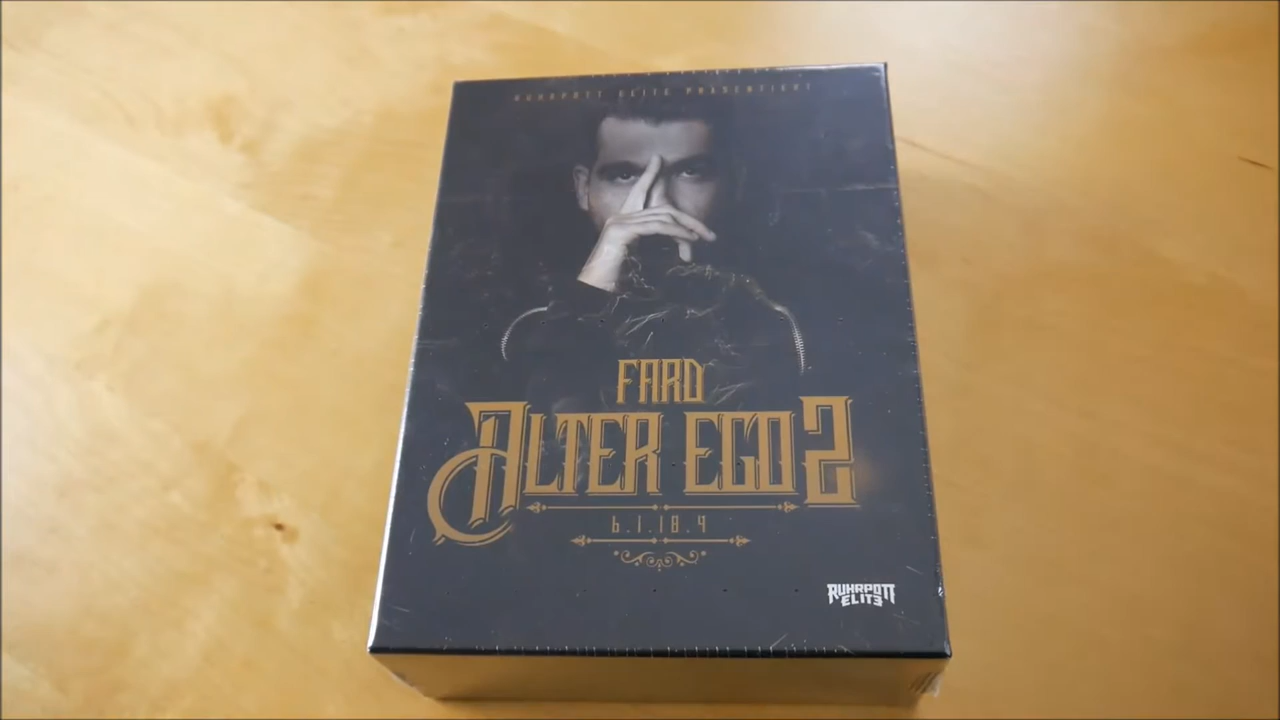 RUHRPOTT ELITE PRÄSENTIERT
FARD
ALTER EGO 2
6.1.18.4
RUHRPOTT
ELITE